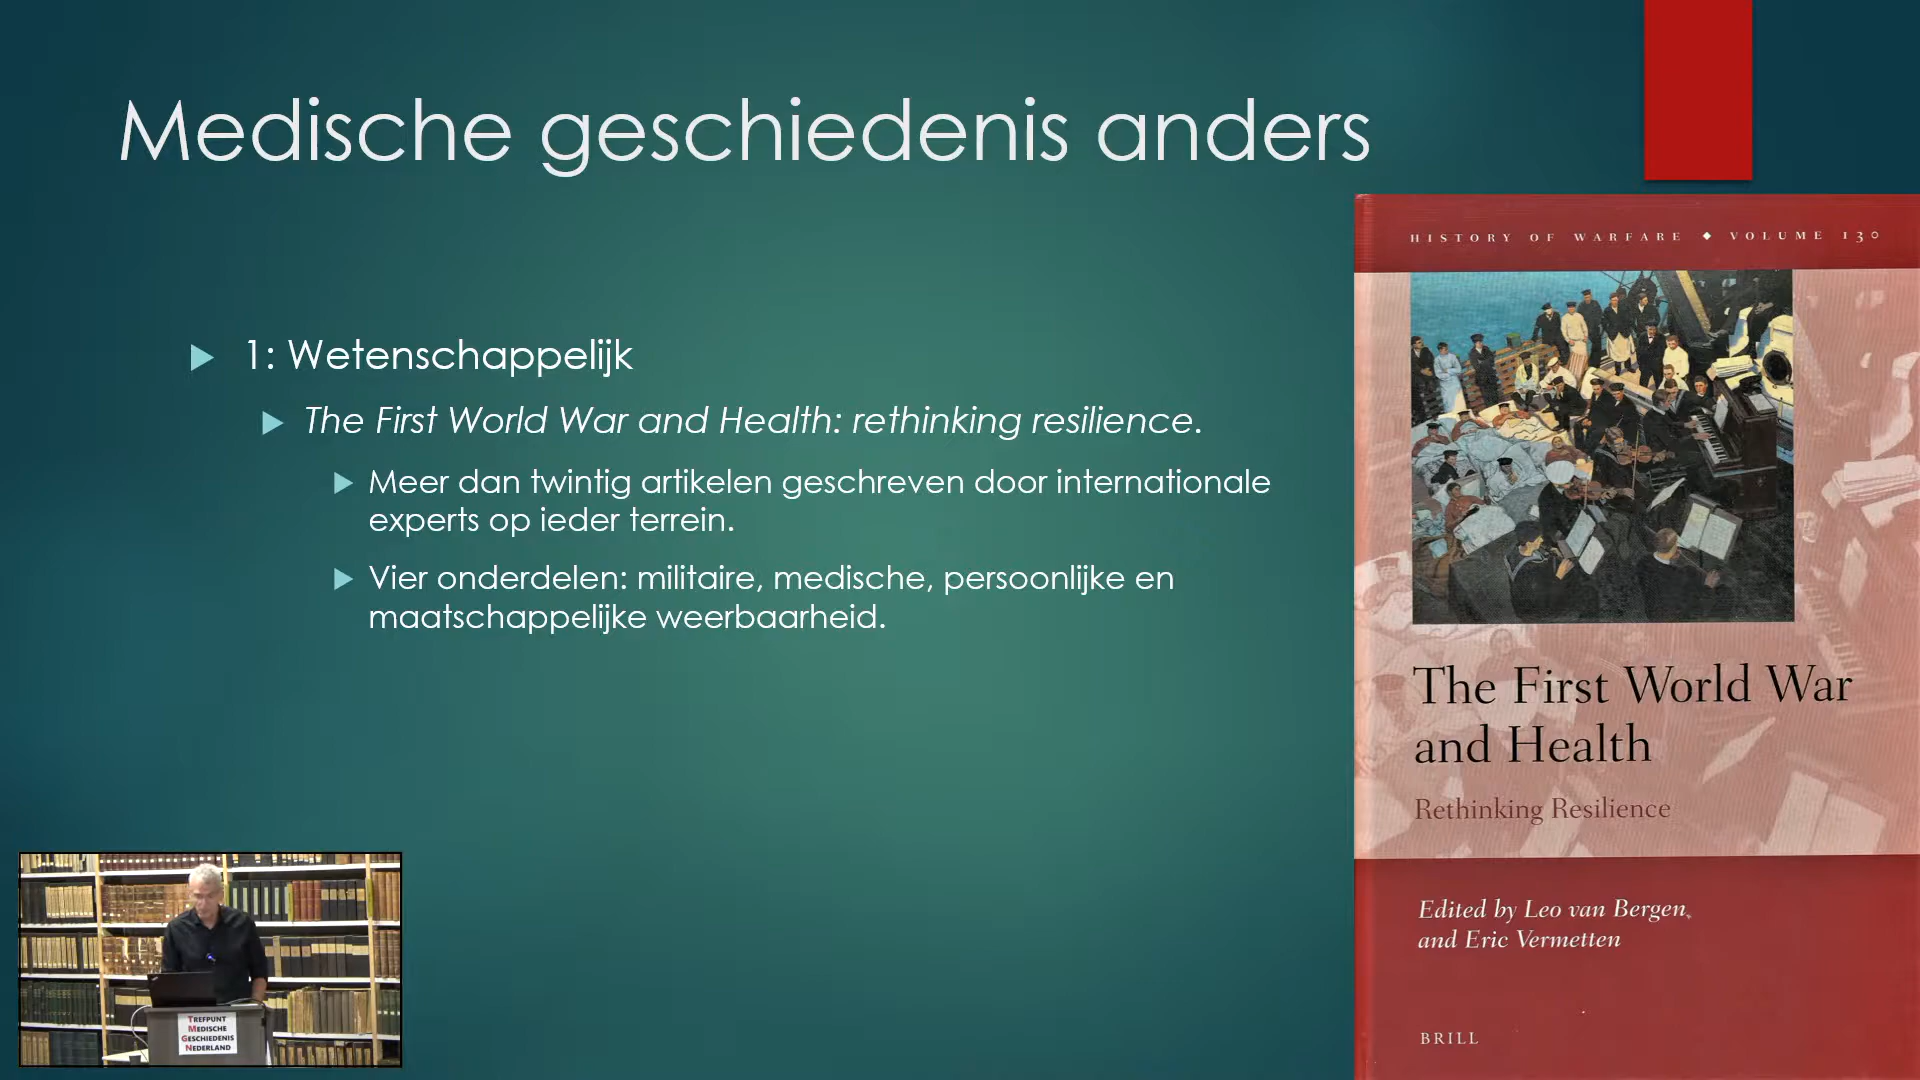 Medische geschiedenis anders
1: Wetenschappelijk
The First World War and Health: rethinking resilience.
Meer dan twintig artikelen geschreven door internationale
experts op ieder terrein.
Vier onderdelen: militaire, medische, persoonlijke en
maatschappelijke weerbaarheid.
HISTORY OF WARFARE ◆ VOLUME 130
The First World War
and Health
Rethinking Resilience
Edited by Leo van Bergen,
and Eric Vermetten
BRILL
TREFPUNT
MEDISCHE
GESCHIEDENIS
NEDERLAND